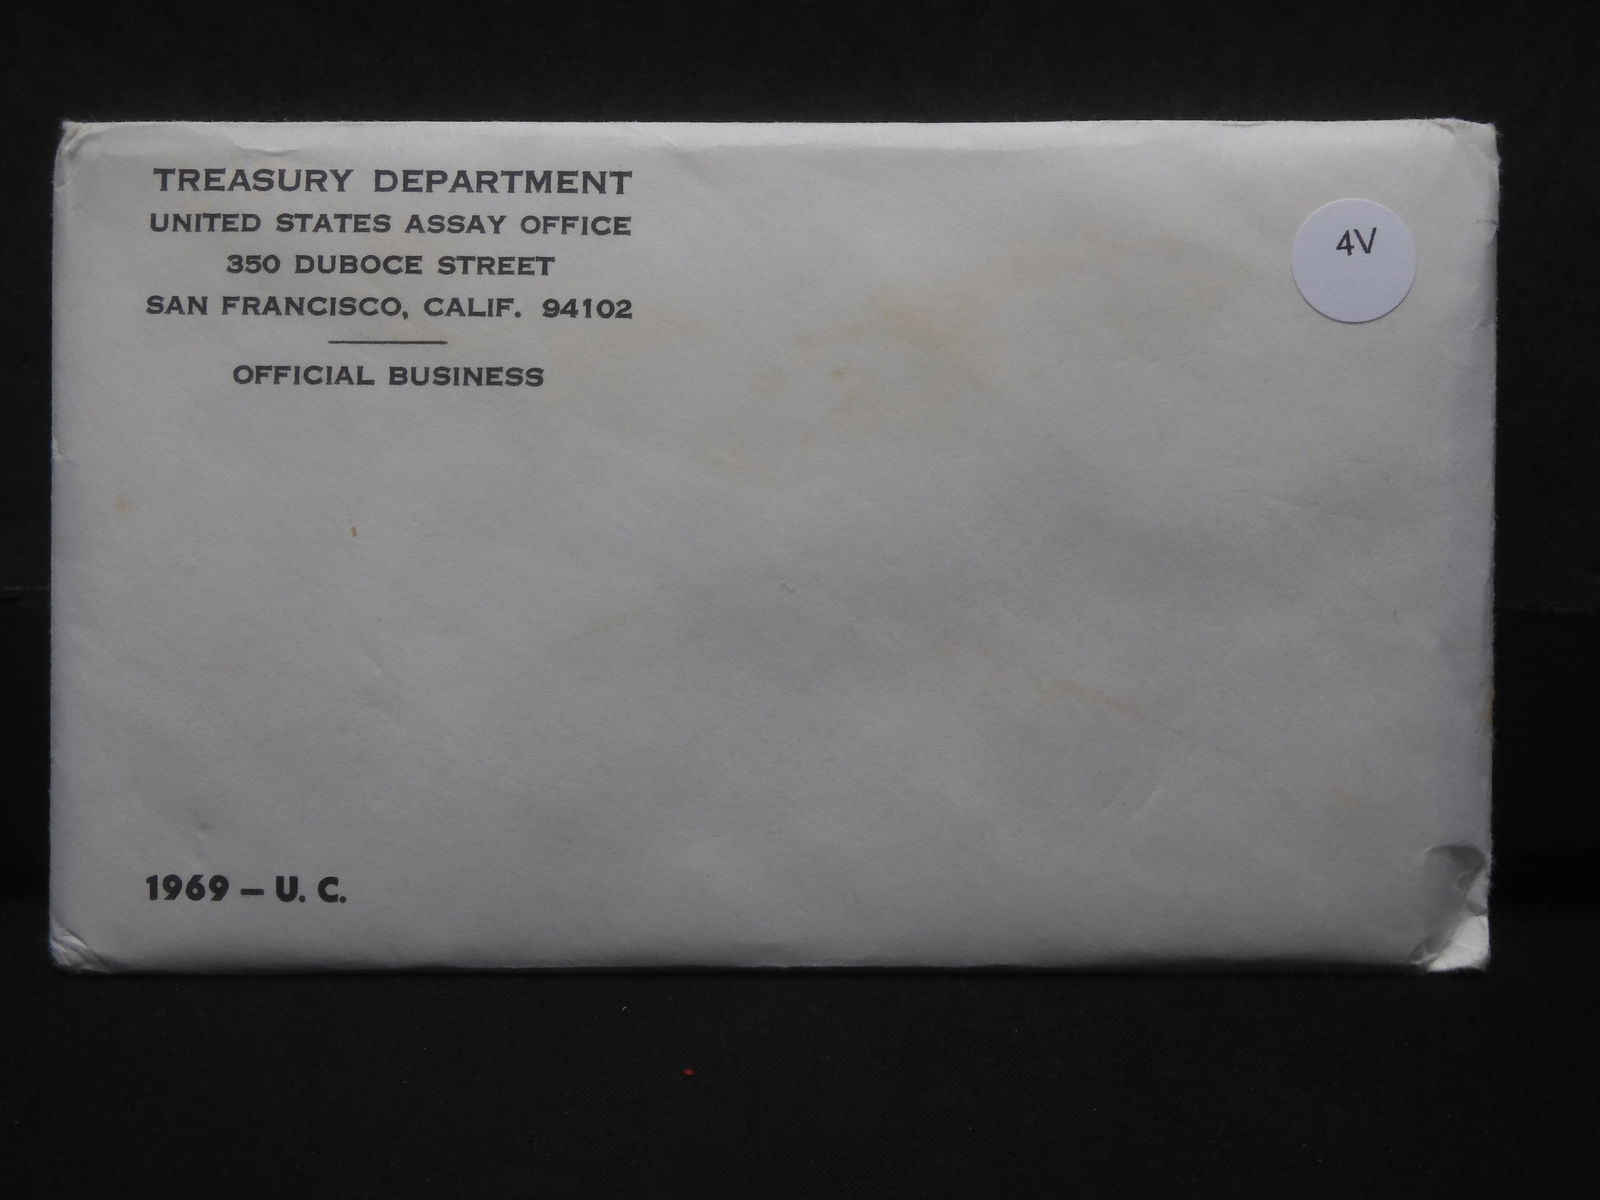 TREASURY DEPARTMENT
UNITED STATES ASSAY OFFICE
350 DUBOCE STREET
SAN FRANCISCO, CALIF. 94102
OFFICIAL BUSINESS
4V
1969 – U. C.